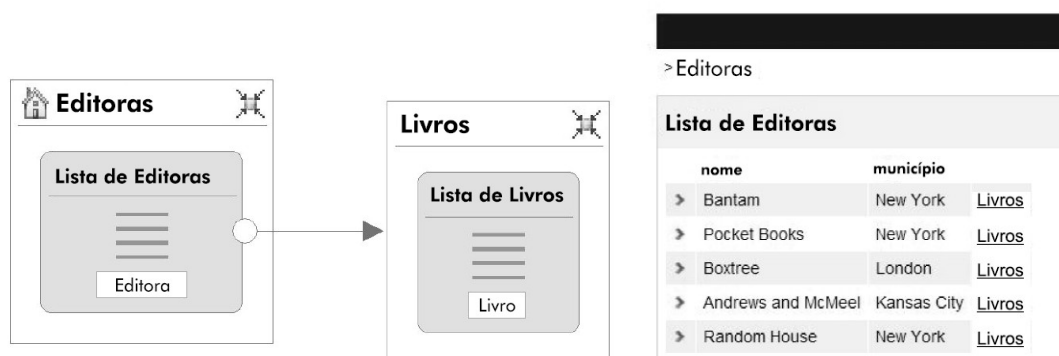 Editoras
Lista de Editoras
Editora
Livros
Lista de Livros
Livro
>Editoras
Lista de Editoras
nome município
Bantam New York Livros
Pocket Books New York Livros
Boxtree London Livros
Andrews and McMeel Kansas City Livros
Random House New York Livros